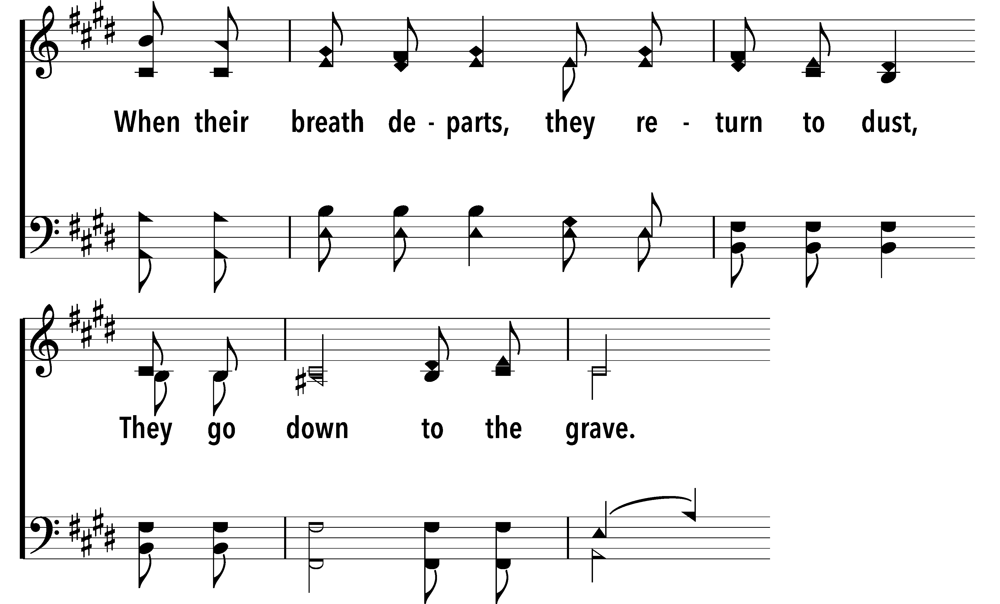 When their breath de - parts, they re - turn to dust,
They go down to the grave.